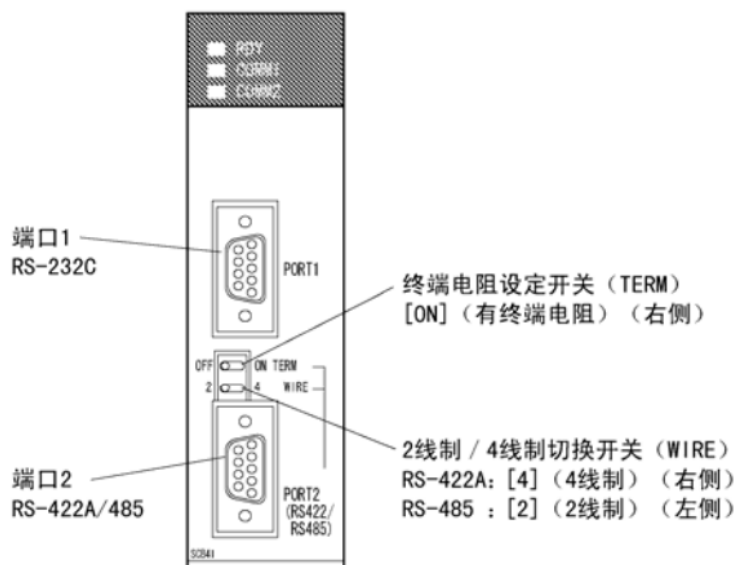 RDY
COMM1
COMM2
端口1
RS-232C
PORT1
终端电阻设定开关（TERM）
[ON]（有终端电阻）（右侧）
OFF ON TERM
2 4 WIRE
2线制/4线制切换开关（WIRE）
RS-422A：[4]（4线制）（右侧）
RS-485 ：[2]（2线制）（左侧）
端口2
RS-422A/485
PORT2
(RS422/
RS485)
SCB41